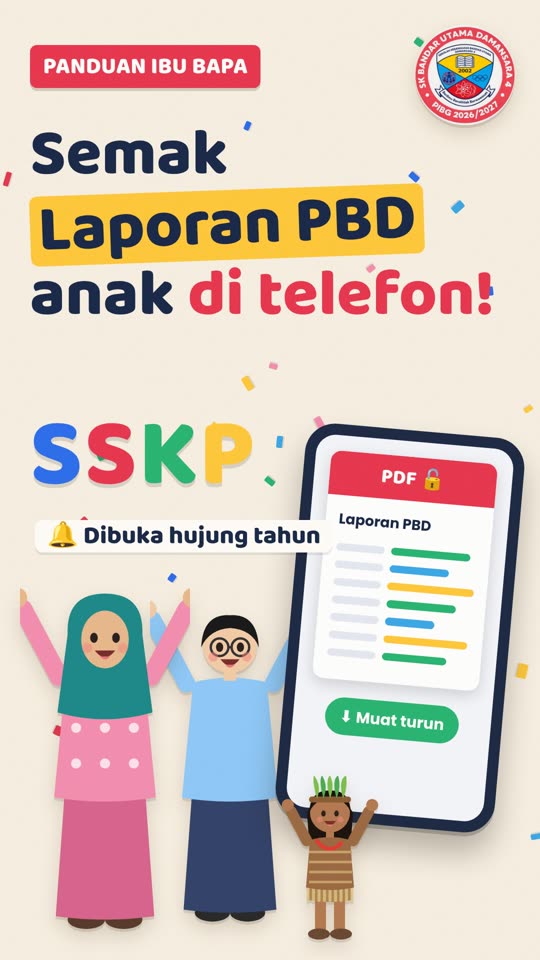 PANDUAN IBU BAPA
SK BANDAR UTAMA DAMANSARA 4
2002
PIBG 2026/2027
Semak
Laporan PBD
anak di telefon!
SSKP
🔔 Dibuka hujung tahun
PDF 🔓
Laporan PBD
⬇ Muat turun